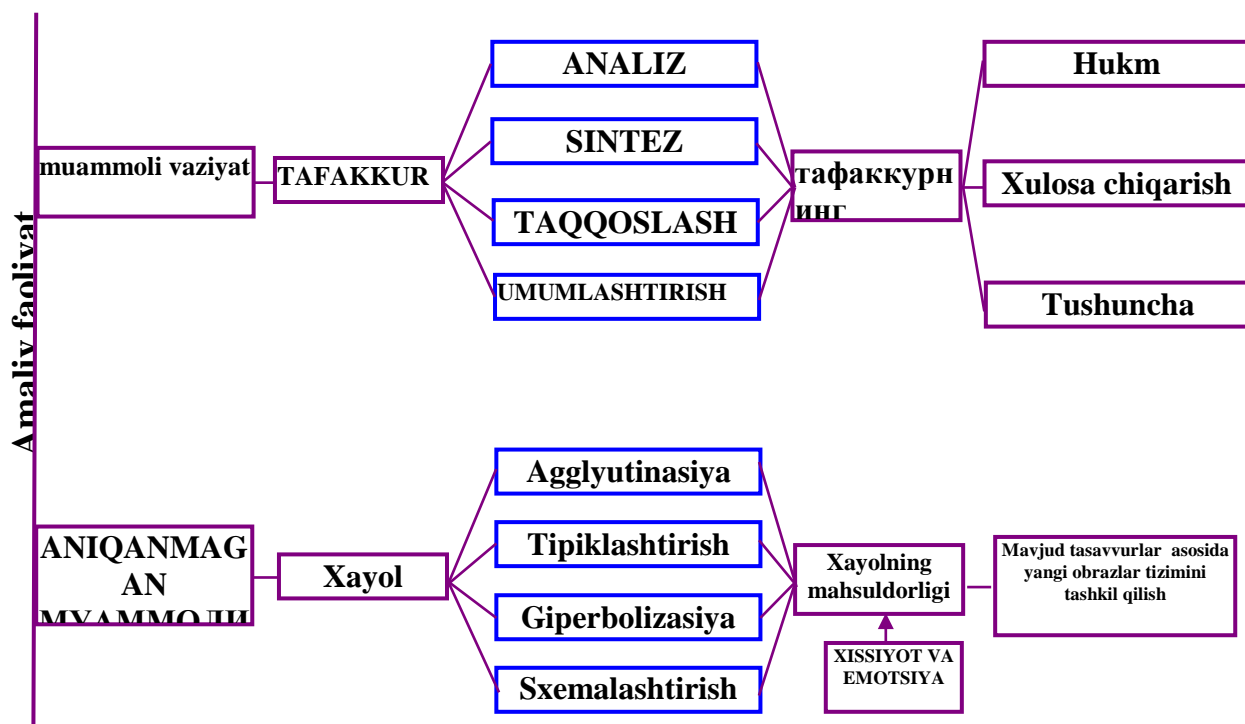 Amaliy faoliyat
muammoli vaziyat
TAFAKKUR
ANALIZ
SINTEZ
TAQQOSLASH
UMUMLASHTIRISH
тафаккурн
инг
Hukm
Xulosa chiqarish
Tushuncha
ANIQANMAG
AN
МУАММОЛИ
Xayol
Agglyutinasiya
Tipiklashtirish
Giperbolizasiya
Sxemalashtirish
Xayolning
mahsuldorligi
XISSIYOT VA
EMOTSIYA
Mavjud tasavvurlar asosida
yangi obrazlar tizimini
tashkil qilish